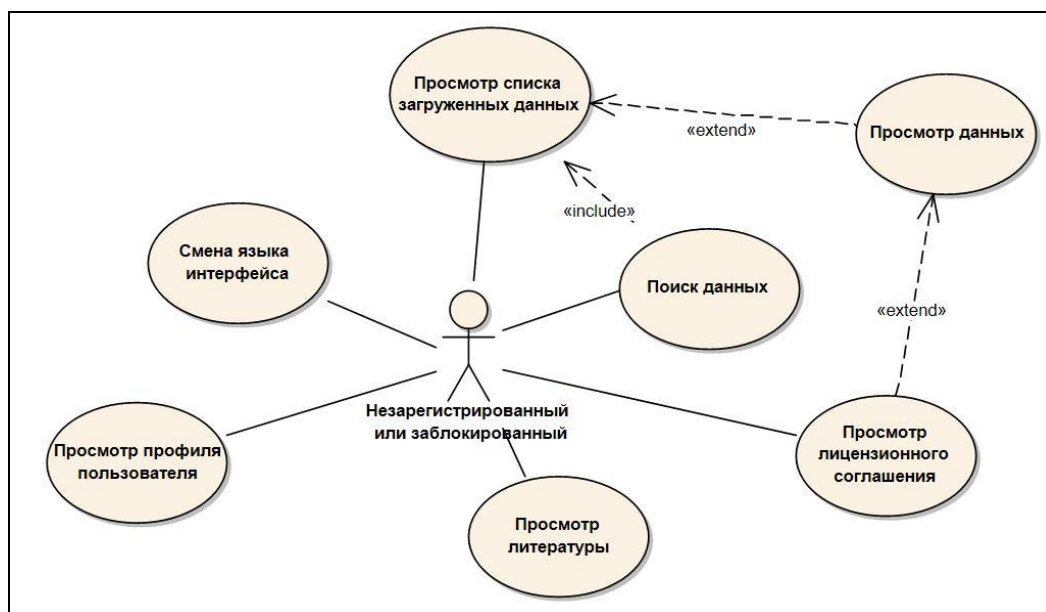 Просмотр списка
загруженных данных
«extend»
Просмотр данных
«include»
Смена языка
интерфейса
Поиск данных
«extend»
Незарегистрированный
или заблокированный
Просмотр профиля
пользователя
Просмотр
лицензионного
соглашения
Просмотр
литературы